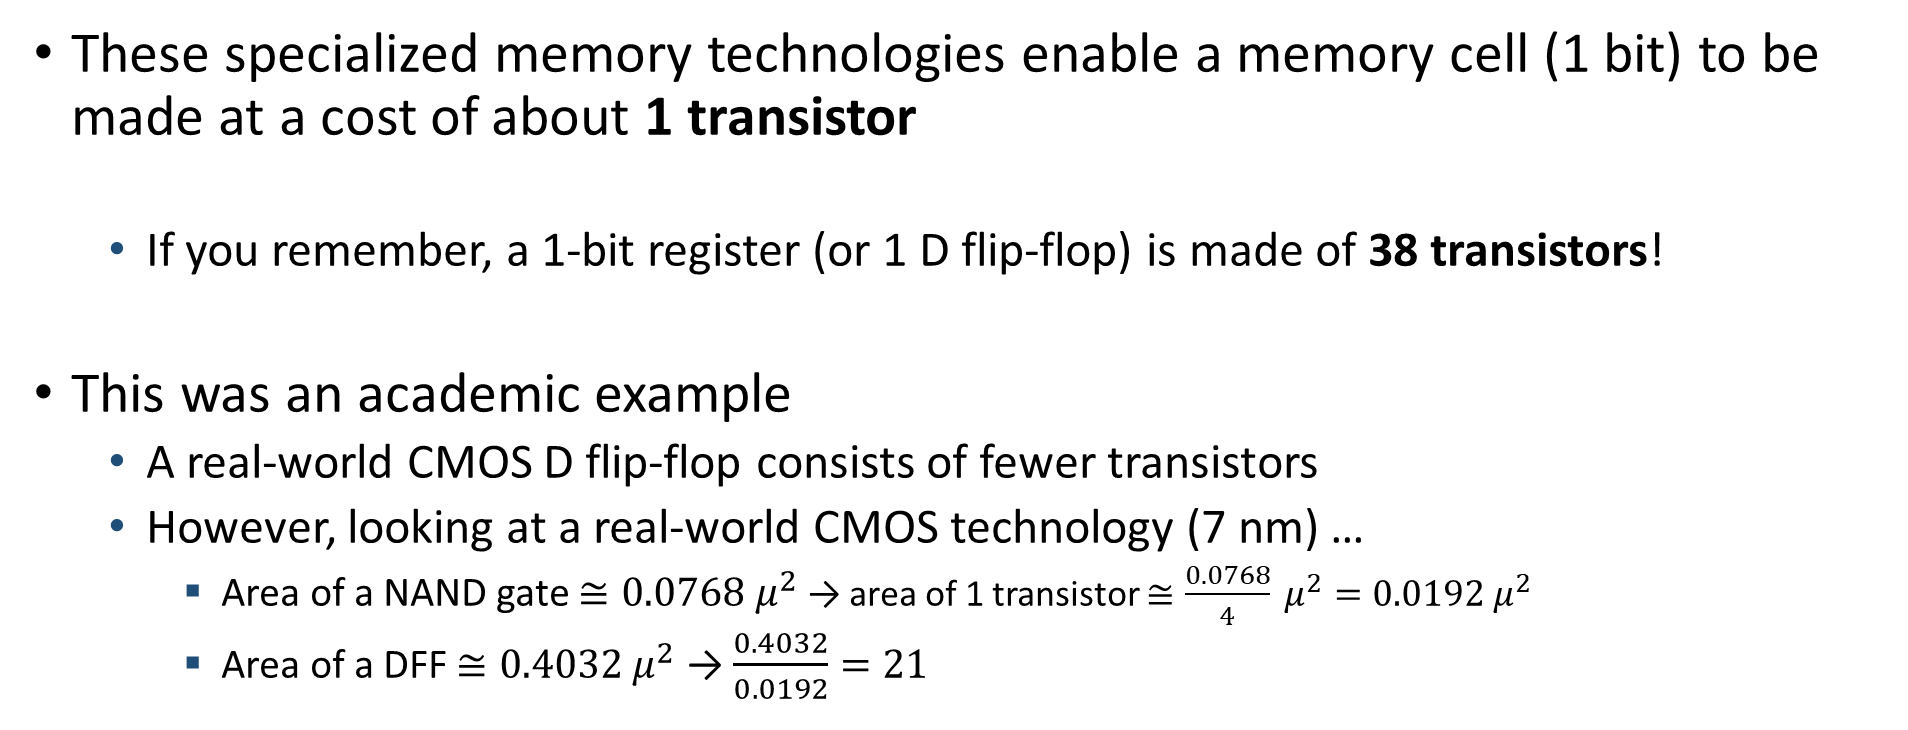 • These specialized memory technologies enable a memory cell (1 bit) to be
made at a cost of about 1 transistor
• If you remember, a 1-bit register (or 1 D flip-flop) is made of 38 transistors!
• This was an academic example
• A real-world CMOS D flip-flop consists of fewer transistors
• However, looking at a real-world CMOS technology (7 nm) ...
▪ Area of a NAND gate ≅ 0.0768 μ² → area of 1 transistor ≅ 0.0768/4 μ² = 0.0192 μ²
▪ Area of a DFF ≅ 0.4032 μ² → 0.4032/0.0192 = 21